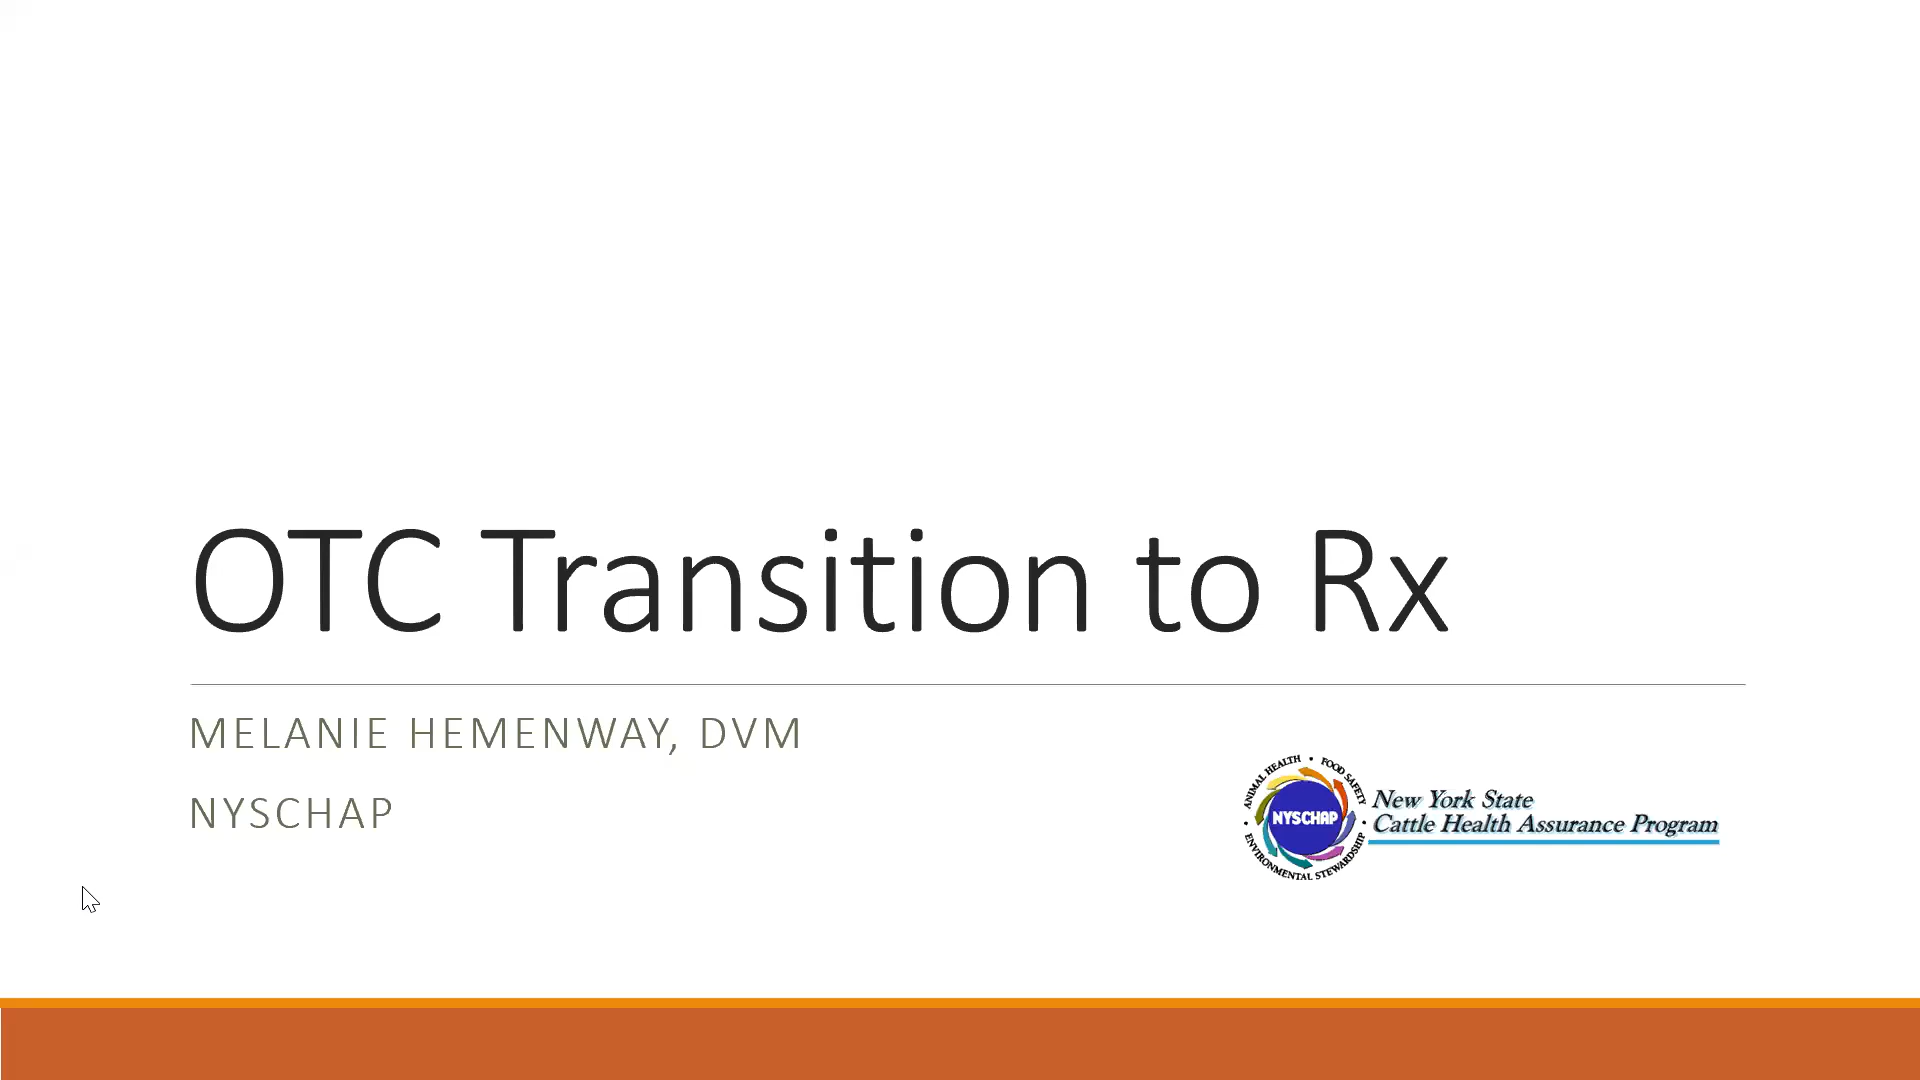 OTC Transition to Rx
MELANIE HEMENWAY, DVM
NYSCHAP
ANIMAL HEALTH • FOOD SAFETY • ENVIRONMENTAL STEWARDSHIP •
NYSCHAP
New York State
Cattle Health Assurance Program